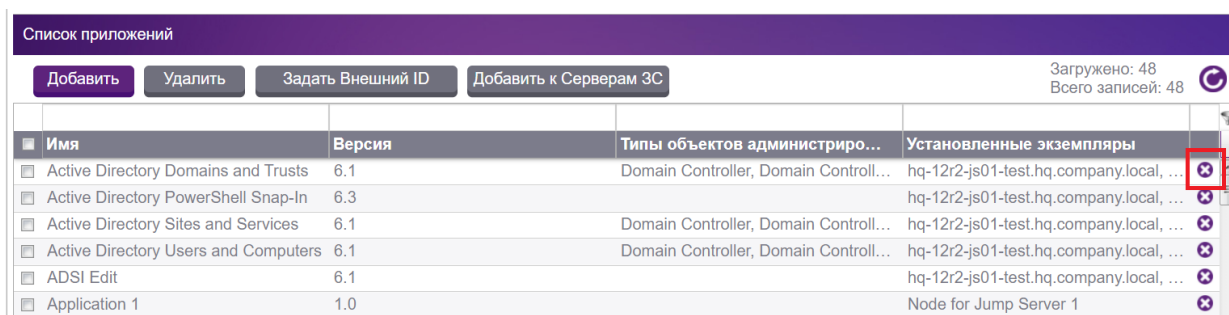 Список приложений
Добавить Удалить Задать Внешний ID Добавить к Серверам ЗС Загружено: 48
Всего записей: 48
Имя Версия Типы объектов администриро... Установленные экземпляры
Active Directory Domains and Trusts 6.1 Domain Controller, Domain Controll... hq-12r2-js01-test.hq.company.local, ...
Active Directory PowerShell Snap-In 6.3 hq-12r2-js01-test.hq.company.local, ...
Active Directory Sites and Services 6.1 Domain Controller, Domain Controll... hq-12r2-js01-test.hq.company.local, ...
Active Directory Users and Computers 6.1 Domain Controller, Domain Controll... hq-12r2-js01-test.hq.company.local, ...
ADSI Edit 6.1 hq-12r2-js01-test.hq.company.local, ...
Application 1 1.0 Node for Jump Server 1